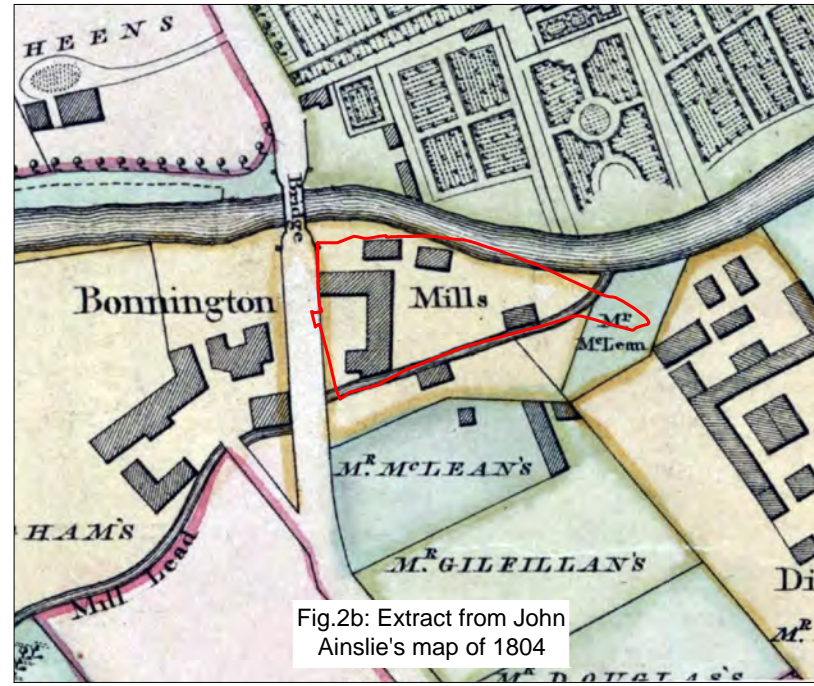 HEENS
Bridge
Bonnington Mills
Mr
McLean
MR. McLEAN'S
HAM'S
Mill Lead
MR. GILFILLAN'S
Di
MR.
Fig.2b: Extract from John
Ainslie's map of 1804
MR DOUGLAS'S